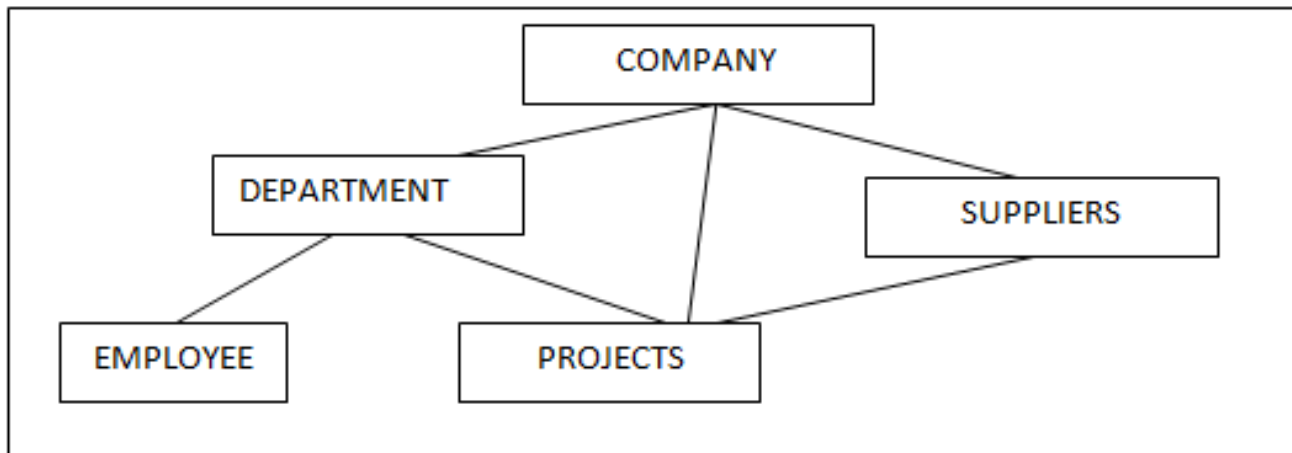 COMPANY
DEPARTMENT
SUPPLIERS
EMPLOYEE
PROJECTS